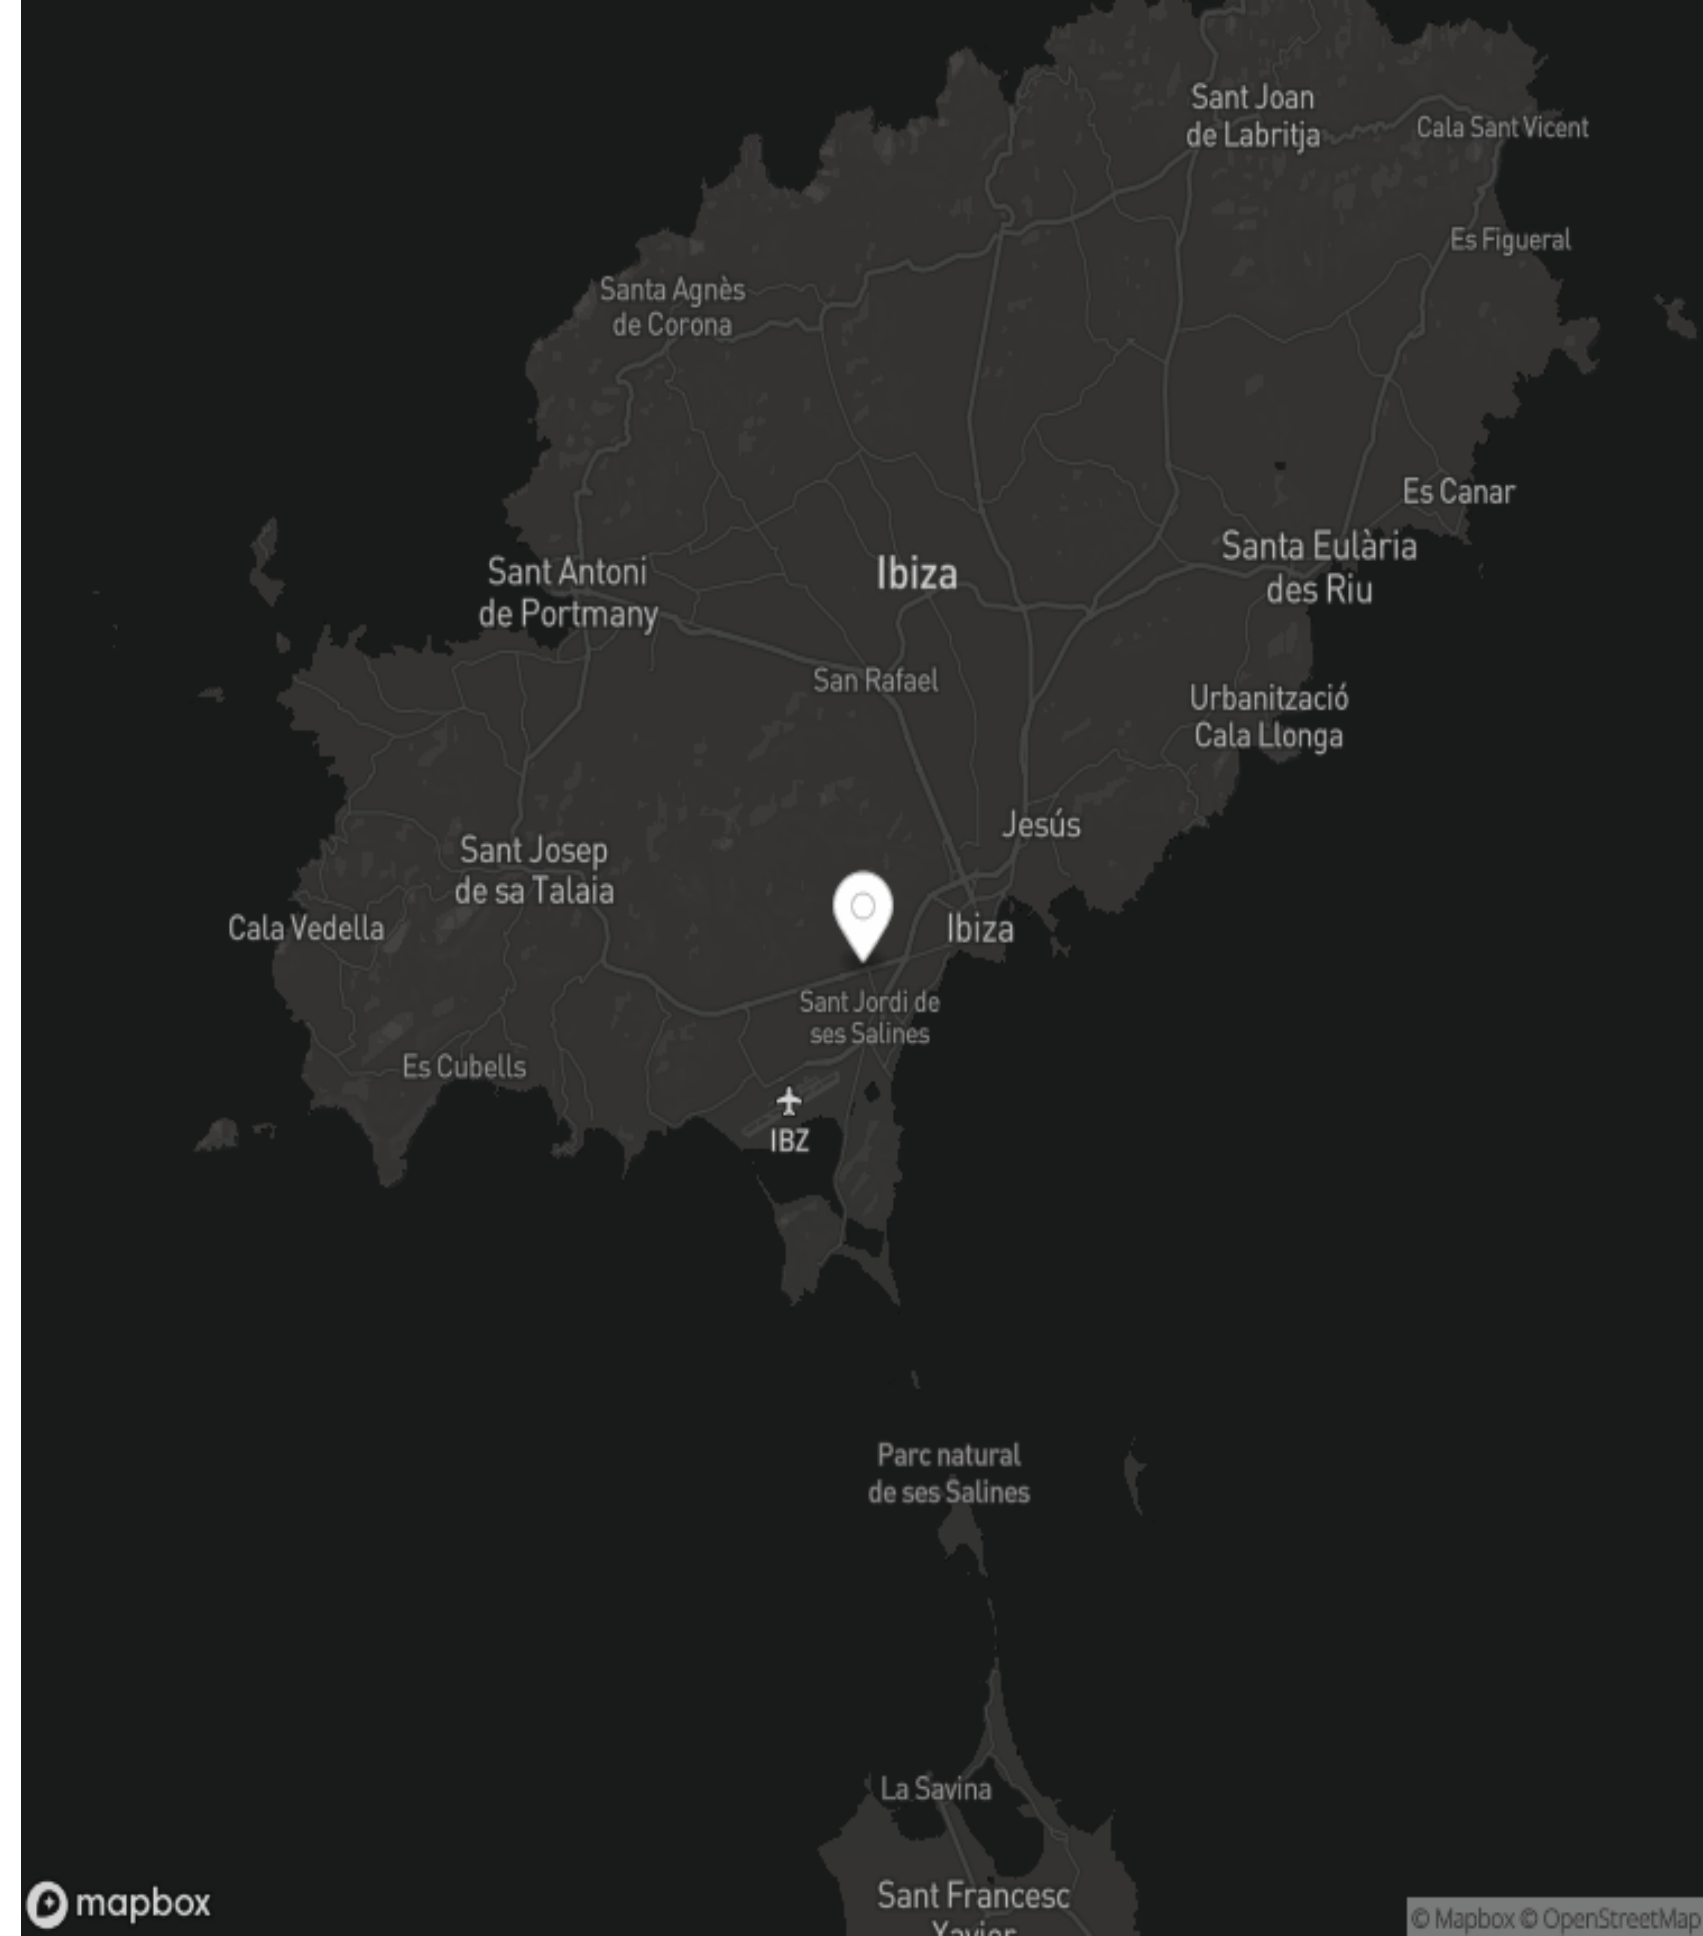 Sant Joan
de Labritja
Cala Sant Vicent
Es Figueral
Santa Agnès
de Corona
Es Canar
Santa Eulària
des Riu
Sant Antoni
de Portmany
Ibiza
San Rafael
Urbanització
Cala Llonga
Jesús
Sant Josep
de sa Talaia
Cala Vedella
Ibiza
Sant Jordi de
ses Salines
Es Cubells
IBZ
Parc natural
de ses Salines
La Savina
Sant Francesc
Xavier
mapbox
© Mapbox © OpenStreetMap